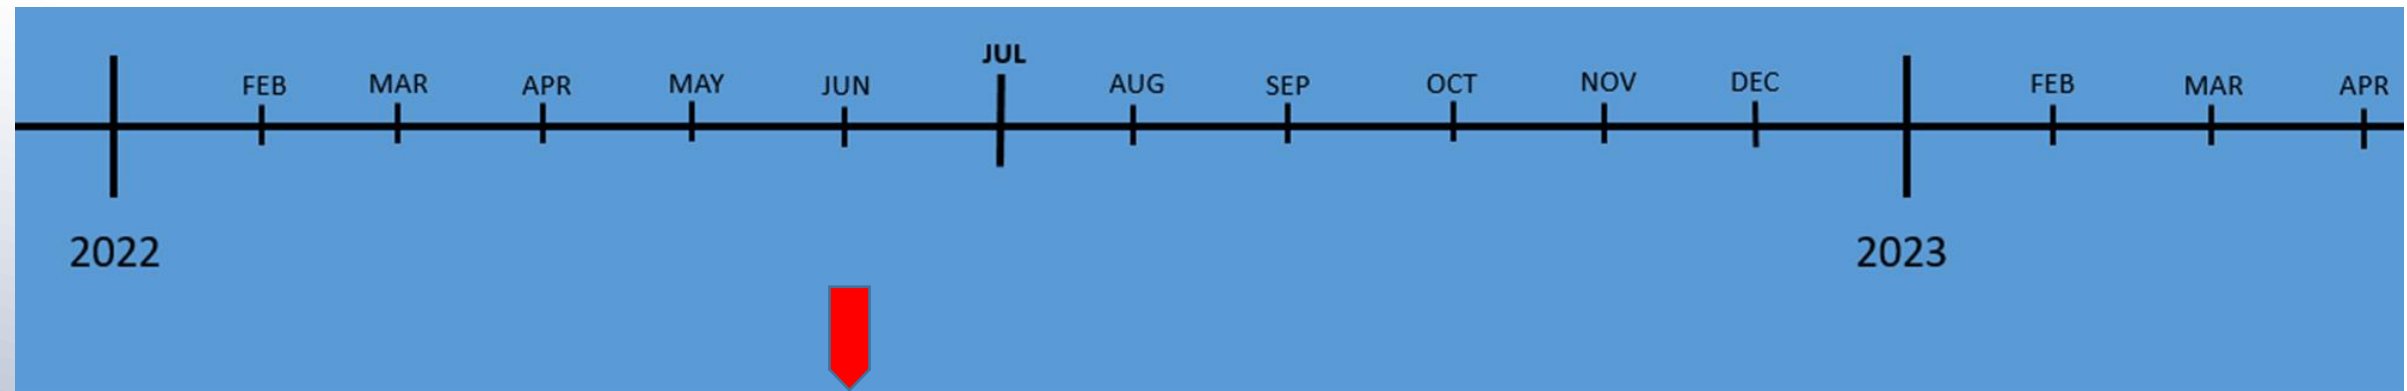 JUL
FEB MAR APR MAY JUN AUG SEP OCT NOV DEC FEB MAR APR
2022 2023